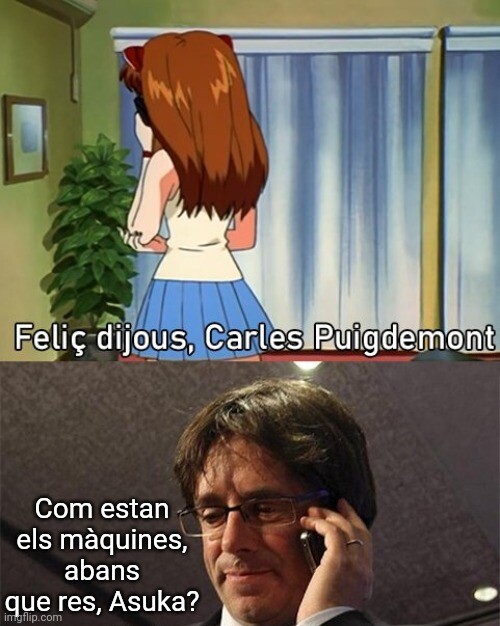 Feliç dijous, Carles Puigdemont
Com estan
els màquines,
abans
que res, Asuka?
imgflip.com